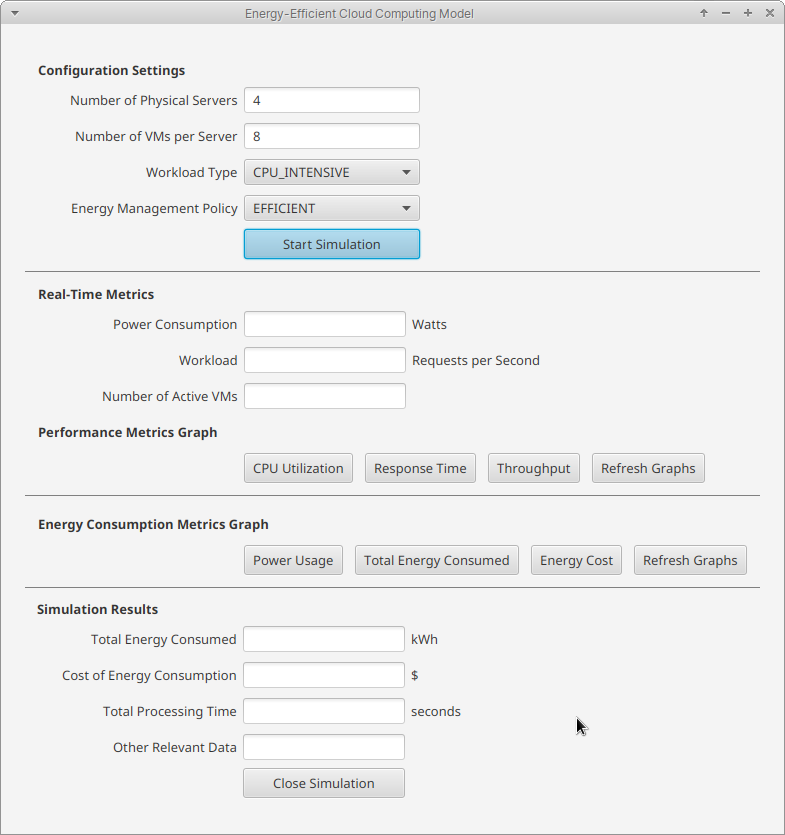 Energy-Efficient Cloud Computing Model
Configuration Settings
Number of Physical Servers 4
Number of VMs per Server 8
Workload Type CPU_INTENSIVE
Energy Management Policy EFFICIENT
Start Simulation
Real-Time Metrics
Power Consumption Watts
Workload Requests per Second
Number of Active VMs
Performance Metrics Graph
CPU Utilization Response Time Throughput Refresh Graphs
Energy Consumption Metrics Graph
Power Usage Total Energy Consumed Energy Cost Refresh Graphs
Simulation Results
Total Energy Consumed kWh
Cost of Energy Consumption $
Total Processing Time seconds
Other Relevant Data
Close Simulation